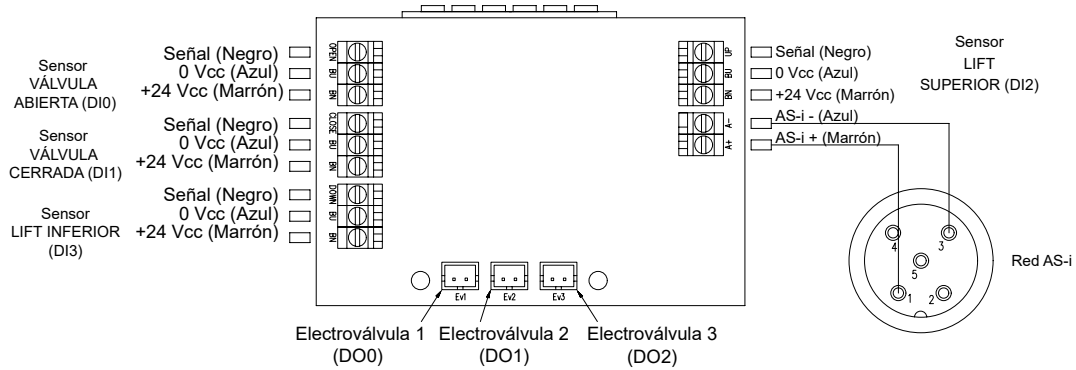 Sensor
VÁLVULA
ABIERTA (DI0)
Señal (Negro)
0 Vcc (Azul)
+24 Vcc (Marrón)
OPEN
BU
BN
Sensor
VÁLVULA
CERRADA (DI1)
Señal (Negro)
0 Vcc (Azul)
+24 Vcc (Marrón)
CLOSE
BU
BN
Sensor
LIFT INFERIOR
(DI3)
Señal (Negro)
0 Vcc (Azul)
+24 Vcc (Marrón)
DOWN
BU
BN
UP
BU
BN
A-
A+
Señal (Negro)
0 Vcc (Azul)
+24 Vcc (Marrón)
AS-i - (Azul)
AS-i + (Marrón)
Sensor
LIFT
SUPERIOR (DI2)
4
3
5
1
2
Red AS-i
Ev1
Ev2
Ev3
Electroválvula 1
(DO0)
Electroválvula 2
(DO1)
Electroválvula 3
(DO2)